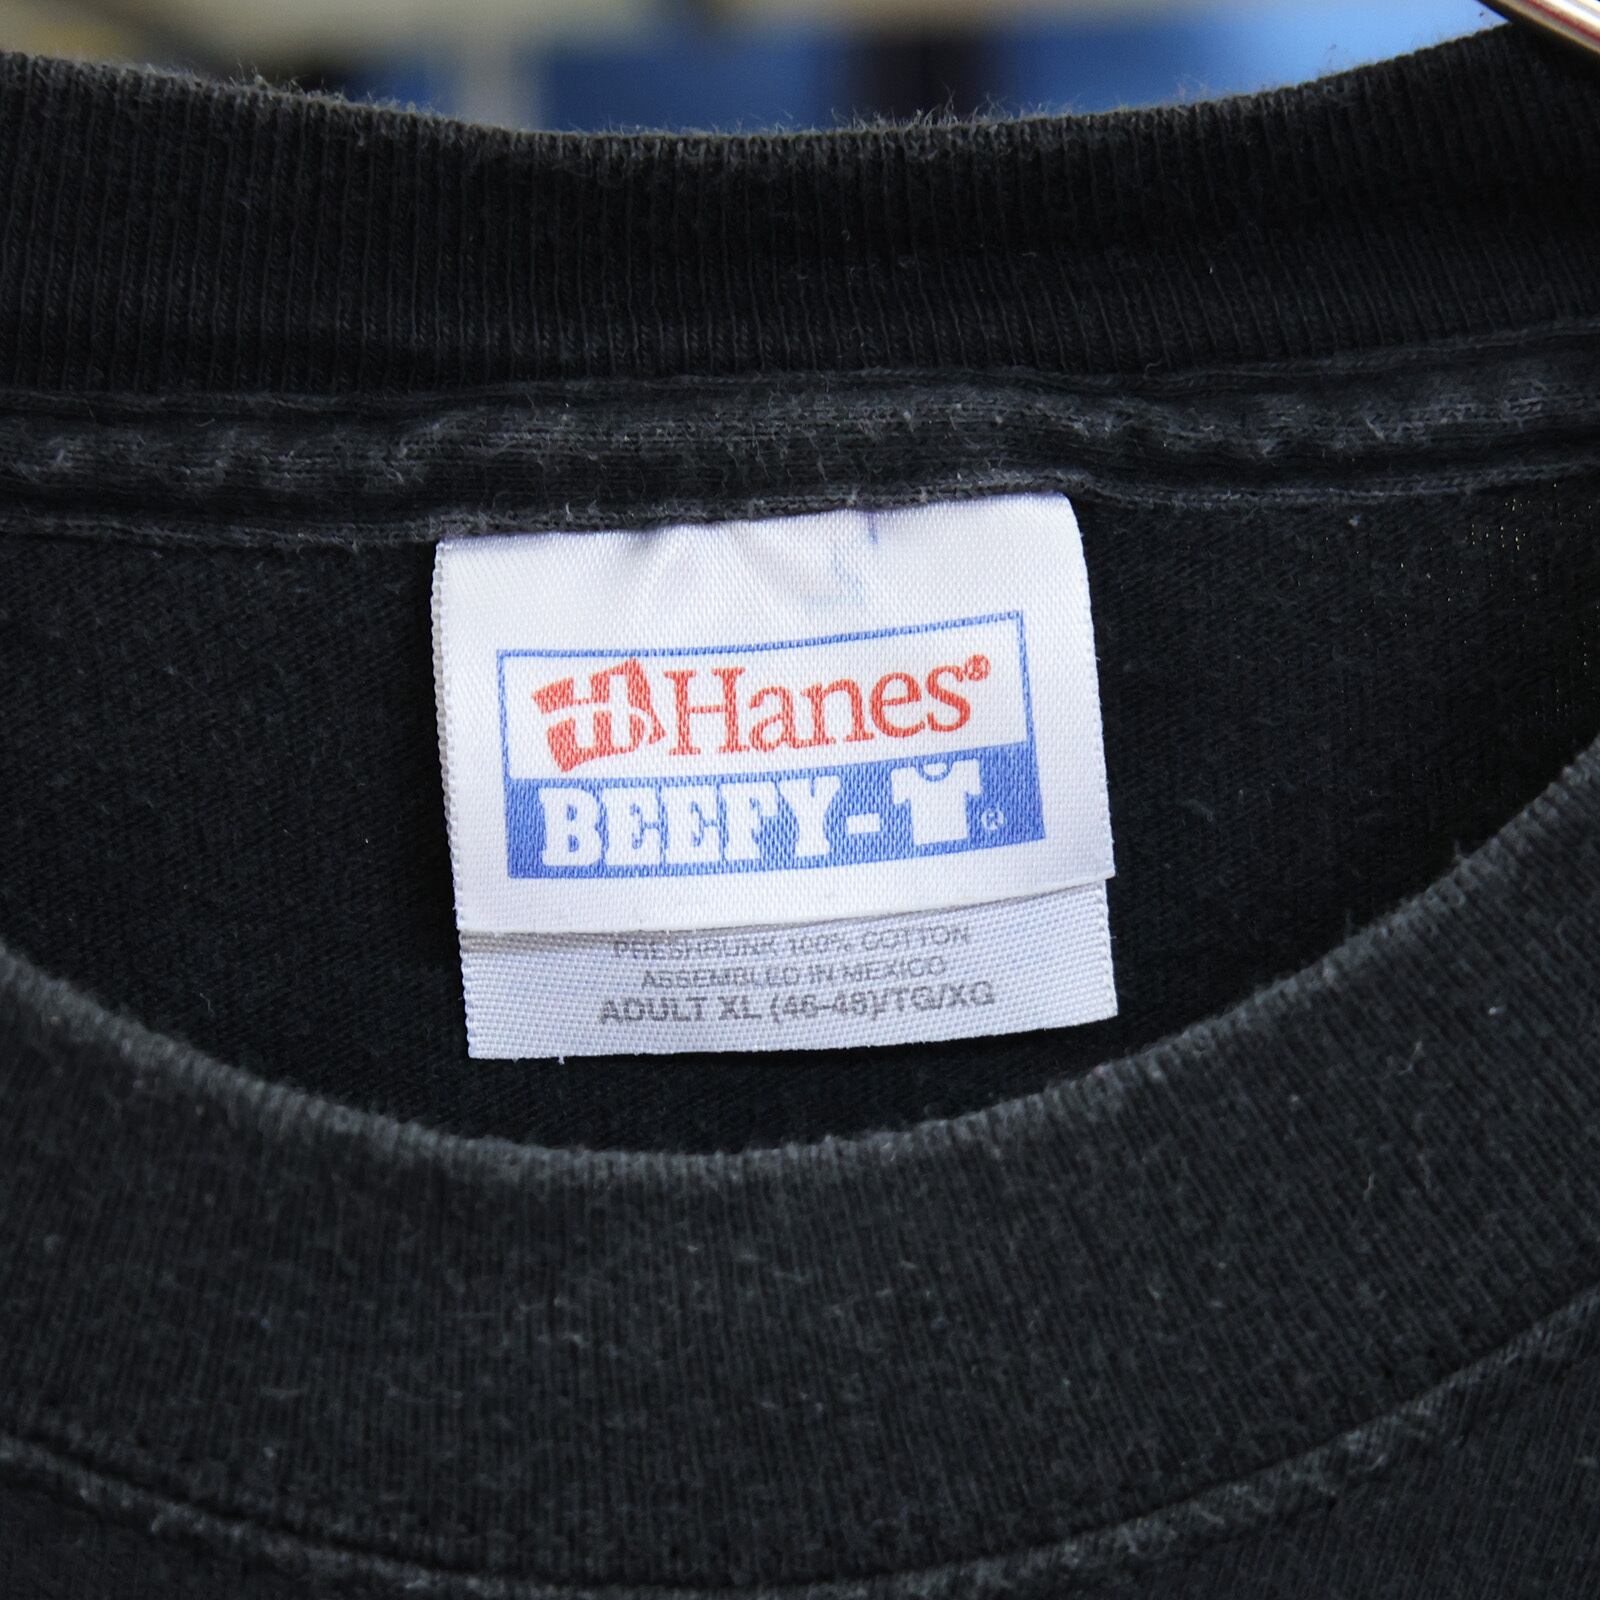 Hanes®
BEEFY-T®
PRESHRUNK 100% COTTON
ASSEMBLED IN MEXICO
ADULT XL (46-48)/TG/XG